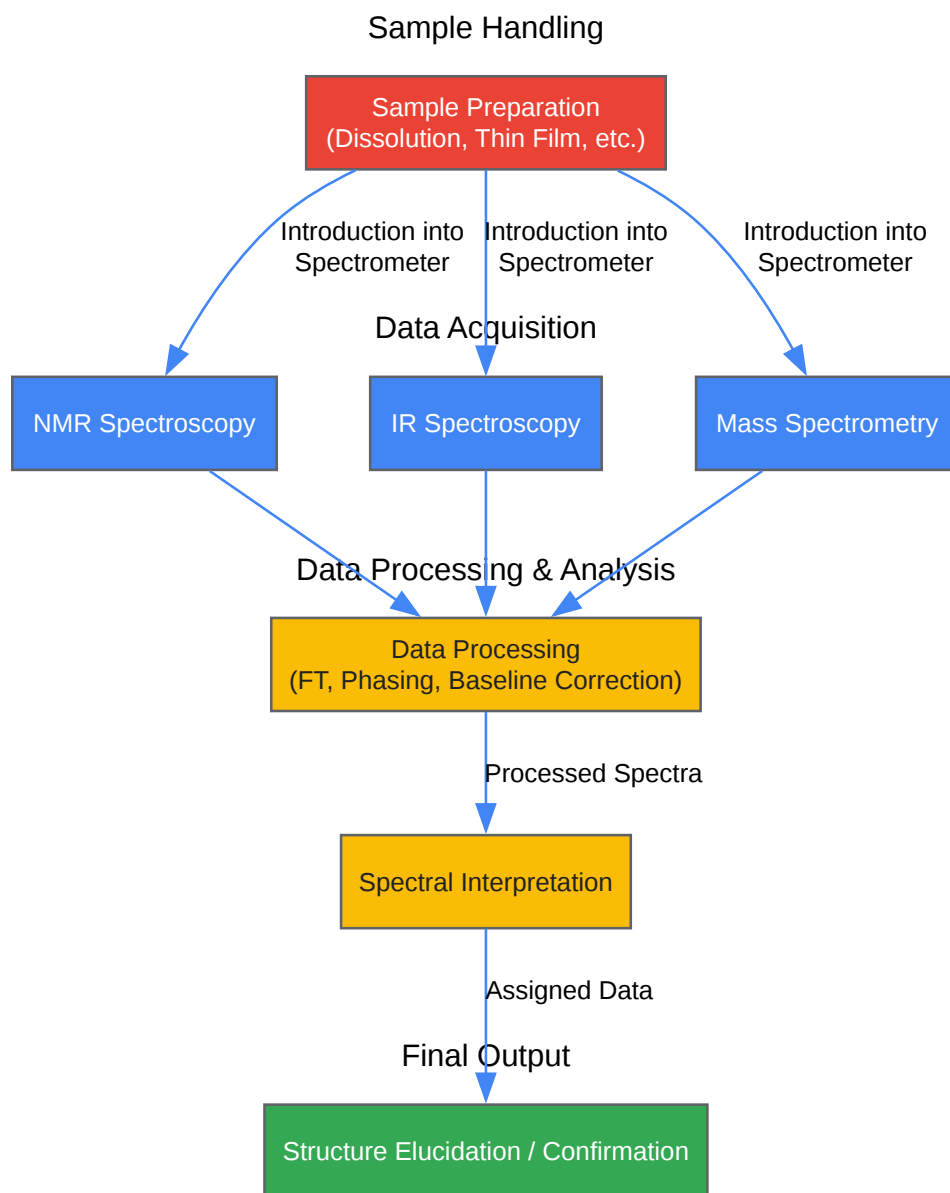 Sample Handling
Sample Preparation
(Dissolution, Thin Film, etc.)
Introduction into
Spectrometer
Introduction into
Spectrometer
Introduction into
Spectrometer
Data Acquisition
NMR Spectroscopy
IR Spectroscopy
Mass Spectrometry
Data Processing & Analysis
Data Processing
(FT, Phasing, Baseline Correction)
Processed Spectra
Spectral Interpretation
Assigned Data
Final Output
Structure Elucidation / Confirmation